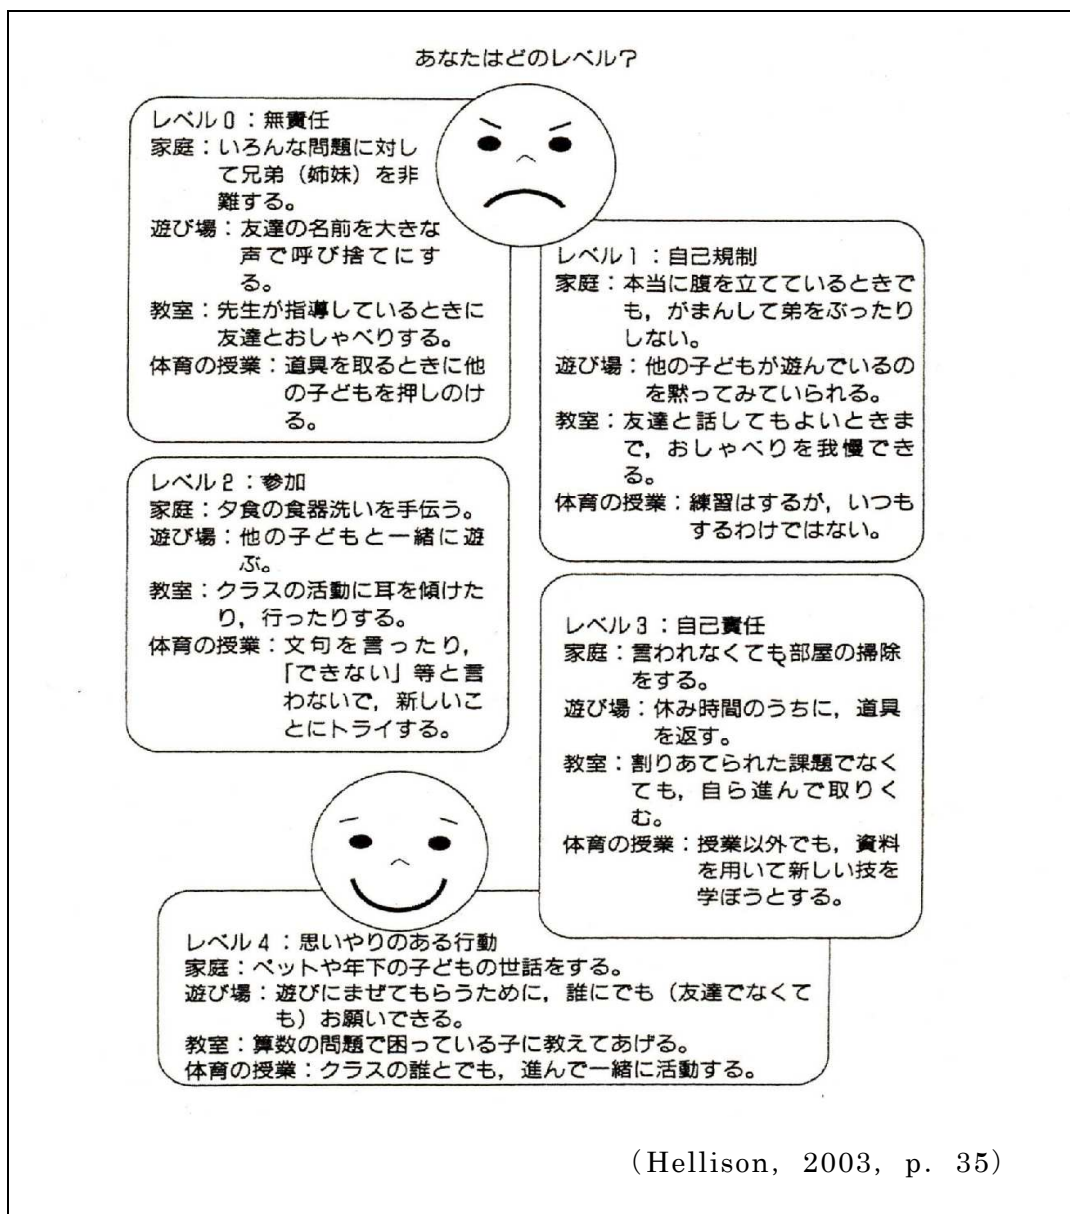 あなたはどのレベル？
レベル0：無責任
家庭：いろんな問題に対し
て兄弟（姉妹）を非
難する。
遊び場：友達の名前を大きな
声で呼び捨てにす
る。
教室：先生が指導しているときに
友達とおしゃべりする。
体育の授業：道具を取るときに他
の子どもを押しのけ
る。
レベル1：自己規制
家庭：本当に腹を立てているときで
も，がまんして弟をぶったり
しない。
遊び場：他の子どもが遊んでいるの
を黙ってみていられる。
教室：友達と話してもよいときま
で，おしゃべりを我慢でき
る。
体育の授業：練習はするが，いつも
するわけではない。
レベル2：参加
家庭：夕食の食器洗いを手伝う。
遊び場：他の子どもと一緒に遊
ぶ。
教室：クラスの活動に耳を傾けた
り，行ったりする。
体育の授業：文句を言ったり，
「できない」等と言
わないで，新しいこ
とにトライする。
レベル3：自己責任
家庭：言われなくても部屋の掃除
をする。
遊び場：休み時間のうちに，道具
を返す。
教室：割りあてられた課題でなく
ても，自ら進んで取りく
む。
体育の授業：授業以外でも，資料
を用いて新しい技を
学ぼうとする。
レベル4：思いやりのある行動
家庭：ペットや年下の子どもの世話をする。
遊び場：遊びにまぜてもらうために，誰にでも（友達でなくて
も）お願いできる。
教室：算数の問題で困っている子に教えてあげる。
体育の授業：クラスの誰とでも，進んで一緒に活動する。
(Hellison, 2003, p. 35)